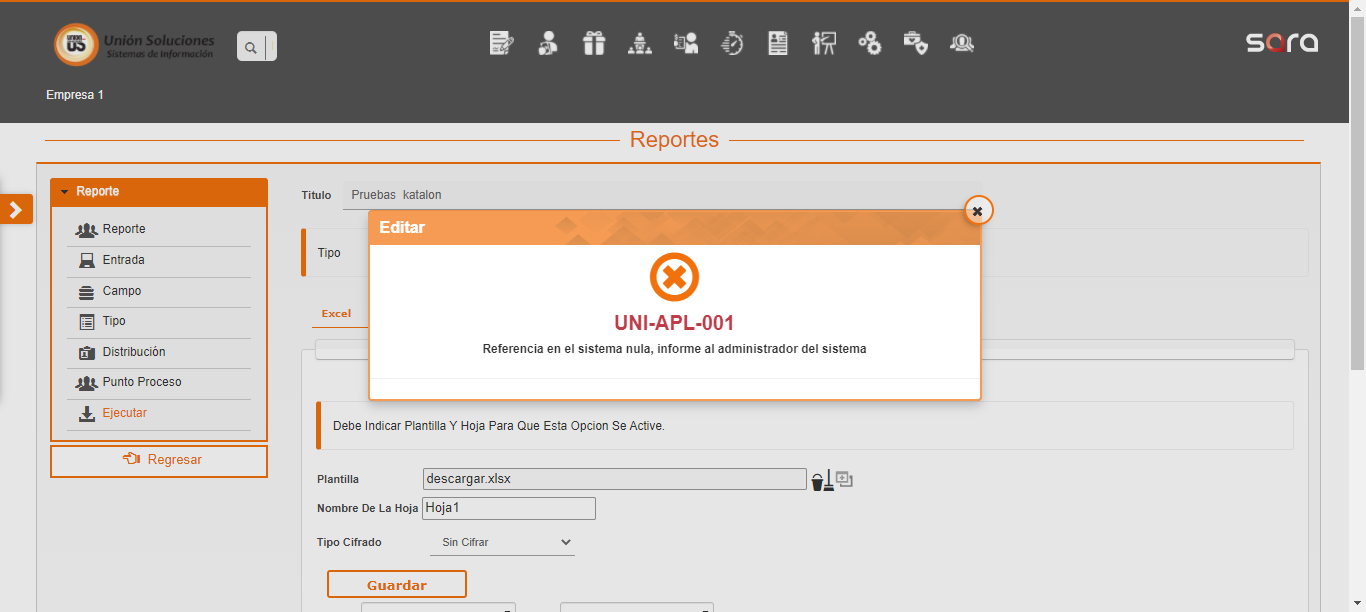 union
US
Unión Soluciones
Sistemas de Información
sara
Empresa 1
Reportes
Reporte
Reporte
Entrada
Campo
Tipo
Distribución
Punto Proceso
Ejecutar
Regresar
Titulo Pruebas katalon
Tipo
Editar
UNI-APL-001
Referencia en el sistema nula, informe al administrador del sistema
Excel
Debe Indicar Plantilla Y Hoja Para Que Esta Opcion Se Active.
Plantilla descargar.xlsx
Nombre De La Hoja Hoja1
Tipo Cifrado Sin Cifrar
Guardar